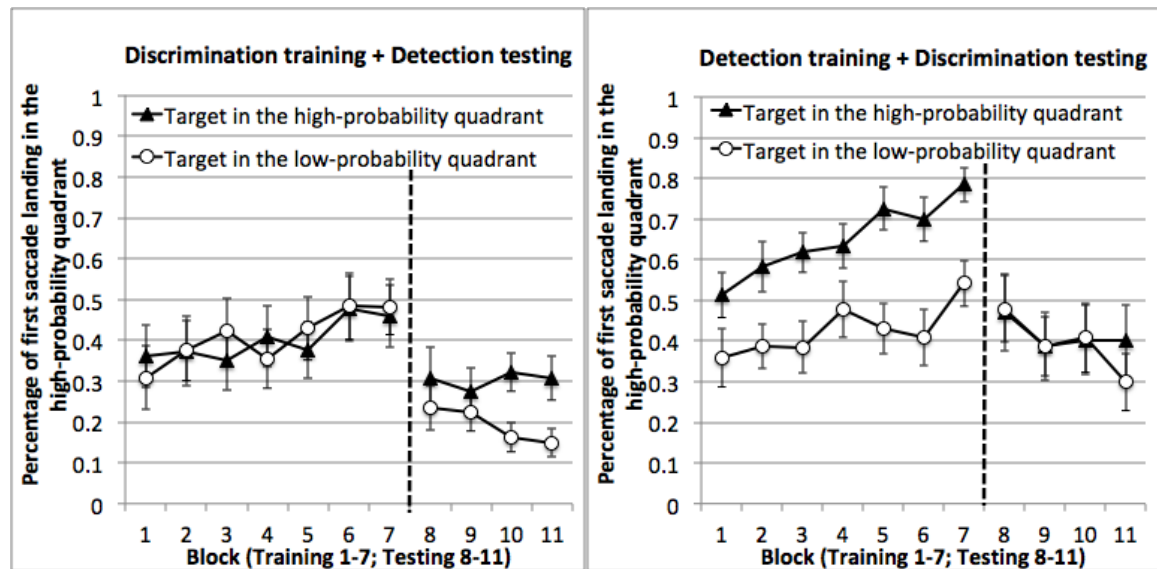 Discrimination training + Detection testing
Percentage of first saccade landing in the
high-probability quadrant
1
0.9
0.8
0.7
0.6
0.5
0.4
0.3
0.2
0.1
0
Target in the high-probability quadrant
Target in the low-probability quadrant
1 2 3 4 5 6 7 8 9 10 11
Block (Training 1-7; Testing 8-11)
Detection training + Discrimination testing
Percentage of first saccade landing in the
high-probability quadrant
1
0.9
0.8
0.7
0.6
0.5
0.4
0.3
0.2
0.1
0
Target in the high-probability quadrant
Target in the low-probability quadrant
1 2 3 4 5 6 7 8 9 10 11
Block (Training 1-7; Testing 8-11)